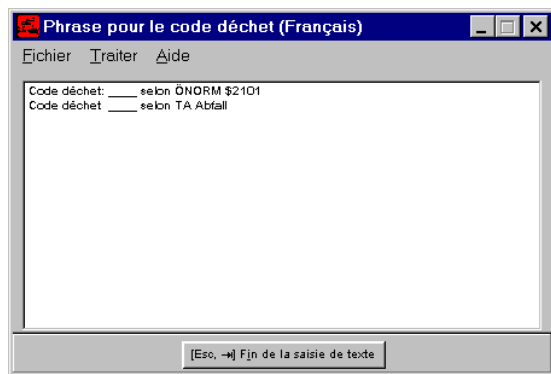 Phrase pour le code déchet (Français)
Fichier Traiter Aide
Code déchet: ____ selon ÖNORM $2101
Code déchet ____ selon TA Abfall
[Esc, →] Fin de la saisie de texte